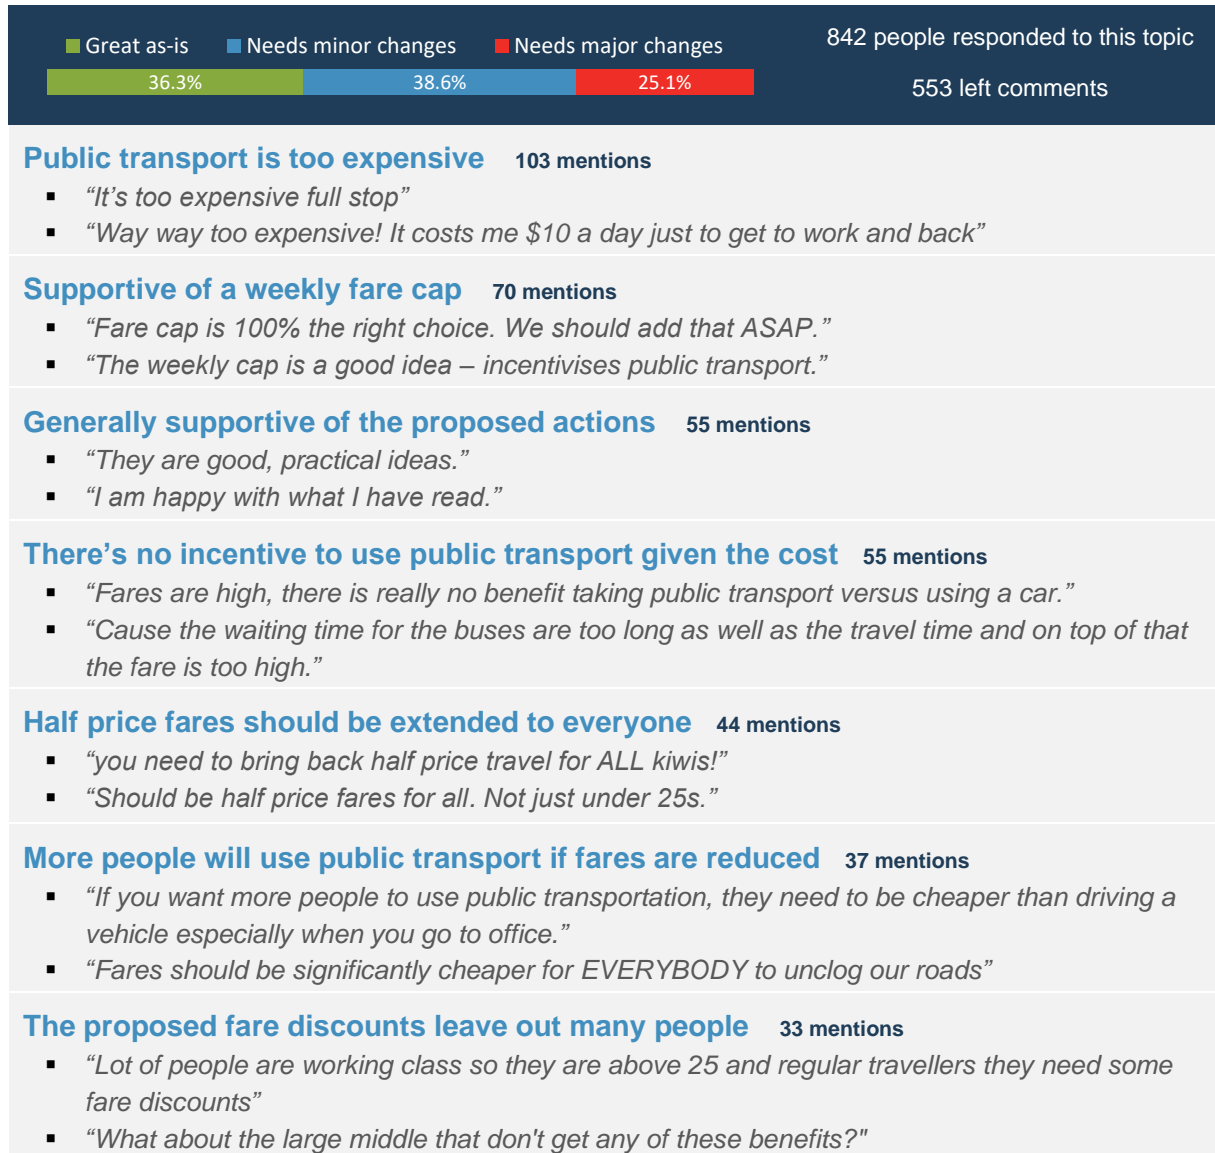 Great as-is Needs minor changes Needs major changes
36.3% 38.6% 25.1%
842 people responded to this topic
553 left comments
Public transport is too expensive 103 mentions
▪ “It’s too expensive full stop”
▪ “Way way too expensive! It costs me $10 a day just to get to work and back”
Supportive of a weekly fare cap 70 mentions
▪ “Fare cap is 100% the right choice. We should add that ASAP.”
▪ “The weekly cap is a good idea – incentivises public transport.”
Generally supportive of the proposed actions 55 mentions
▪ “They are good, practical ideas.”
▪ “I am happy with what I have read.”
There’s no incentive to use public transport given the cost 55 mentions
▪ “Fares are high, there is really no benefit taking public transport versus using a car.”
▪ “Cause the waiting time for the buses are too long as well as the travel time and on top of that
the fare is too high.”
Half price fares should be extended to everyone 44 mentions
▪ “you need to bring back half price travel for ALL kiwis!”
▪ “Should be half price fares for all. Not just under 25s.”
More people will use public transport if fares are reduced 37 mentions
▪ “If you want more people to use public transportation, they need to be cheaper than driving a
vehicle especially when you go to office.”
▪ “Fares should be significantly cheaper for EVERYBODY to unclog our roads”
The proposed fare discounts leave out many people 33 mentions
▪ “Lot of people are working class so they are above 25 and regular travellers they need some
fare discounts”
▪ “What about the large middle that don't get any of these benefits?"